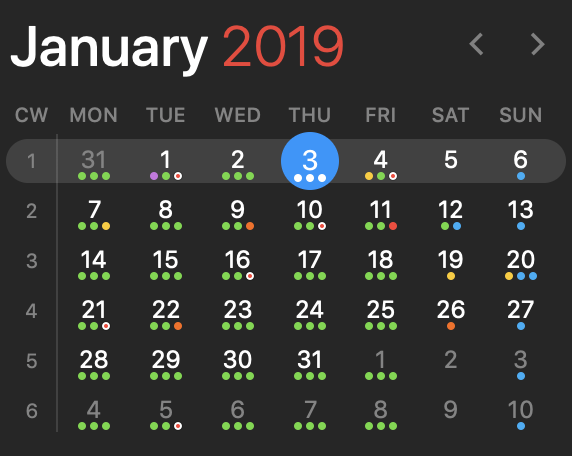 January 2019
CW MON TUE WED THU FRI SAT SUN
1 31 1 2 3 4 5 6
2 7 8 9 10 11 12 13
3 14 15 16 17 18 19 20
4 21 22 23 24 25 26 27
5 28 29 30 31 1 2 3
6 4 5 6 7 8 9 10